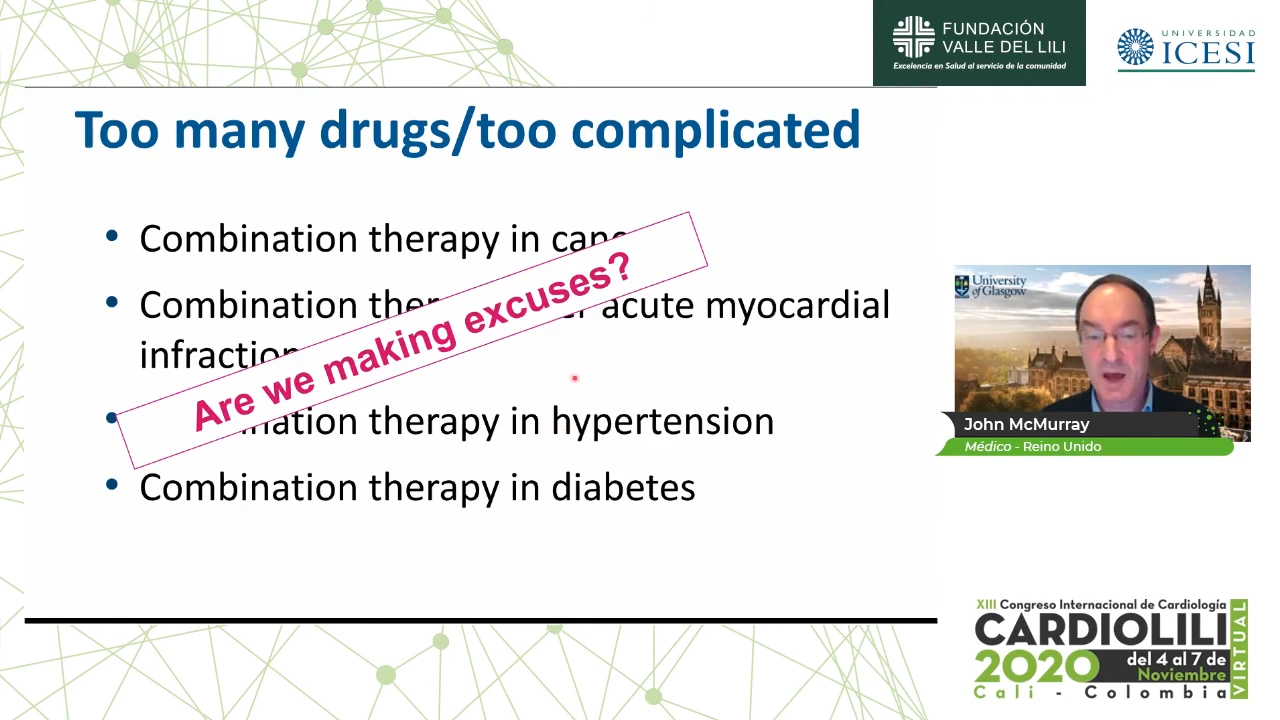 FUNDACIÓN
VALLE DEL LILI
Excelencia en Salud al servicio de la comunidad
UNIVERSIDAD
ICESI
Too many drugs/too complicated
• Combination therapy in canc
• Combination ther acute myocardial
infraction
• ination therapy in hypertension
• Combination therapy in diabetes
Are we making excuses?
University
of Glasgow
John McMurray
Médico - Reino Unido
XIII Congreso Internacional de Cardiología
CARDIOLILI
2020 del 4 al 7 de
Noviembre
Cali - Colombia
VIRTUAL